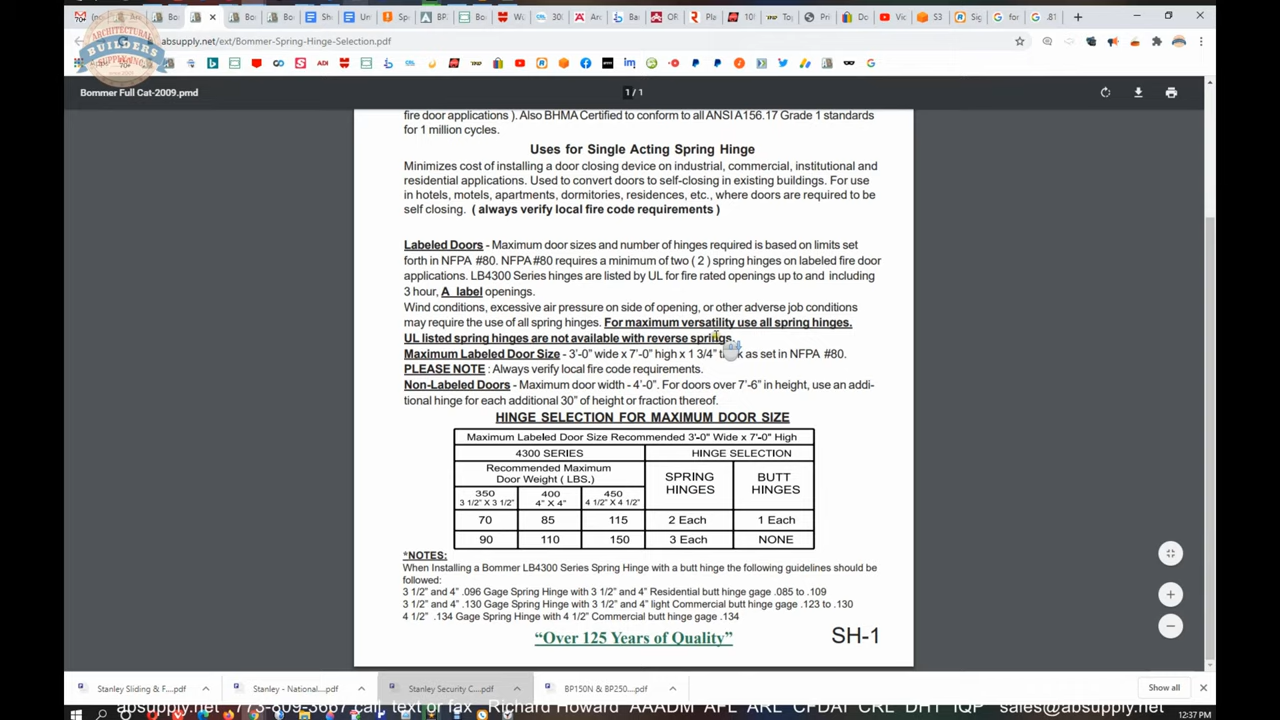 absupply.net/ext/Bommer-Spring-Hinge-Selection.pdf
ARCHITECTURAL
BUILDERS
SUPPLY INC.
Bommer Full Cat-2009.pmd
1 / 1
fire door applications ). Also BHMA Certified to conform to all ANSI A156.17 Grade 1 standards
for 1 million cycles.
Uses for Single Acting Spring Hinge
Minimizes cost of installing a door closing device on industrial, commercial, institutional and
residential applications. Used to convert doors to self-closing in existing buildings. For use
in hotels, motels, apartments, dormitories, residences, etc., where doors are required to be
self closing. ( always verify local fire code requirements )
Labeled Doors - Maximum door sizes and number of hinges required is based on limits set
forth in NFPA #80. NFPA #80 requires a minimum of two ( 2 ) spring hinges on labeled fire door
applications. LB4300 Series hinges are listed by UL for fire rated openings up to and including
3 hour, A label openings.
Wind conditions, excessive air pressure on side of opening, or other adverse job conditions
may require the use of all spring hinges. For maximum versatility use all spring hinges.
UL listed spring hinges are not available with reverse springs.
Maximum Labeled Door Size - 3'-0" wide x 7'-0" high x 1 3/4" thick as set in NFPA #80.
PLEASE NOTE : Always verify local fire code requirements.
Non-Labeled Doors - Maximum door width - 4'-0". For doors over 7'-6" in height, use an addi-
tional hinge for each additional 30" of height or fraction thereof.
HINGE SELECTION FOR MAXIMUM DOOR SIZE
Maximum Labeled Door Size Recommended 3'-0" Wide x 7'-0" High
4300 SERIES HINGE SELECTION
Recommended Maximum
Door Weight ( LBS.)
SPRING HINGES BUTT HINGES
350 400 450
3 1/2" X 3 1/2" 4" X 4" 4 1/2" X 4 1/2"
70 85 115 2 Each 1 Each
90 110 150 3 Each NONE
*NOTES:
When Installing a Bommer LB4300 Series Spring Hinge with a butt hinge the following guidelines should be
followed:
3 1/2" and 4" .096 Gage Spring Hinge with 3 1/2" and 4" Residential butt hinge gage .085 to .109
3 1/2" and 4" .130 Gage Spring Hinge with 3 1/2" and 4" light Commercial butt hinge gage .123 to .130
4 1/2" .134 Gage Spring Hinge with 4 1/2" Commercial butt hinge gage .134
"Over 125 Years of Quality"
SH-1
Stanley Sliding & F....pdf
Stanley - National....pdf
Stanley Security C....pdf
BP150N & BP250....pdf
Show all
absupply.net - 773-809-3667 call, text or fax - Richard Howard AAADM AFL ARL CFDAI CRL DHT IQP sales@absupply.net
12:37 PM